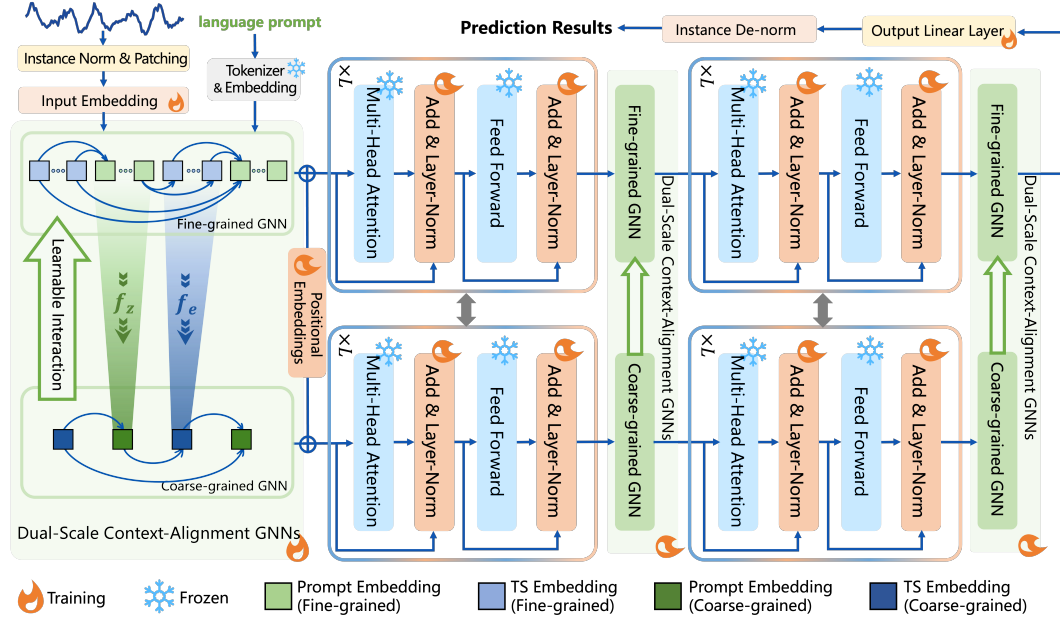 language prompt
Prediction Results
Instance De-norm
Output Linear Layer
Instance Norm & Patching
Tokenizer
& Embedding
Input Embedding
Fine-grained GNN
Learnable Interaction
f_z
f_e
Coarse-grained GNN
Dual-Scale Context-Alignment GNNs
Positional
Embeddings
×L
Multi-Head Attention
Add & Layer-Norm
Feed Forward
Add & Layer-Norm
Fine-grained GNN
Dual-Scale Context-Alignment GNNs
×L
Multi-Head Attention
Add & Layer-Norm
Feed Forward
Add & Layer-Norm
Fine-grained GNN
Dual-Scale Context-Alignment GNNs
×L
Multi-Head Attention
Add & Layer-Norm
Feed Forward
Add & Layer-Norm
Coarse-grained GNN
×L
Multi-Head Attention
Add & Layer-Norm
Feed Forward
Add & Layer-Norm
Coarse-grained GNN
Training
Frozen
Prompt Embedding
(Fine-grained)
TS Embedding
(Fine-grained)
Prompt Embedding
(Coarse-grained)
TS Embedding
(Coarse-grained)